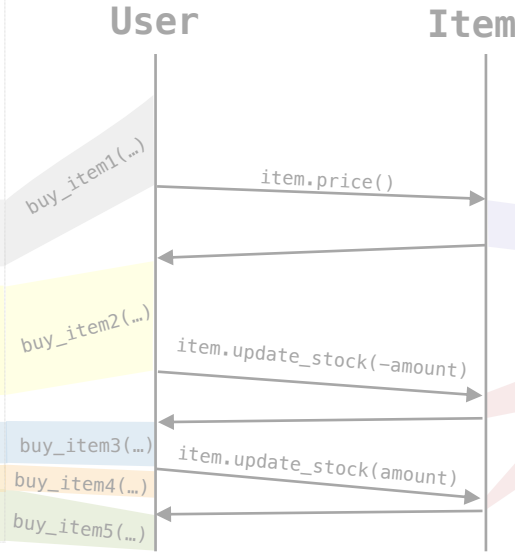 User
Item
buy_item1(…)
item.price()
buy_item2(…)
item.update_stock(−amount)
buy_item3(…)
item.update_stock(amount)
buy_item4(…)
buy_item5(…)